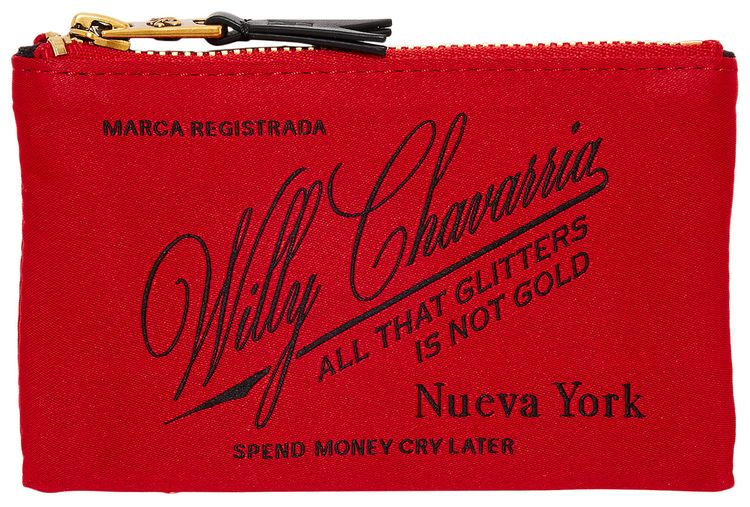 MARCA REGISTRADA
Willy Chavarria
ALL THAT GLITTERS
IS NOT GOLD
Nueva York
SPEND MONEY CRY LATER